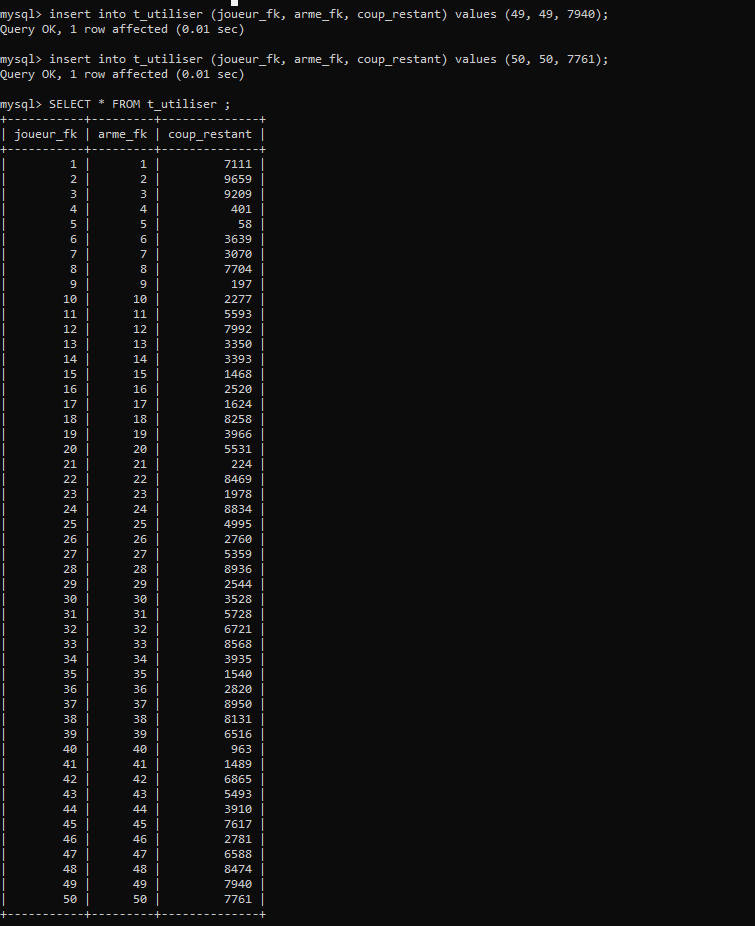 mysql> insert into t_utiliser (joueur_fk, arme_fk, coup_restant) values (49, 49, 7940);
Query OK, 1 row affected (0.01 sec)
mysql> insert into t_utiliser (joueur_fk, arme_fk, coup_restant) values (50, 50, 7761);
Query OK, 1 row affected (0.01 sec)
mysql> SELECT * FROM t_utiliser ;
+-----------+---------+--------------+
| joueur_fk | arme_fk | coup_restant |
+-----------+---------+--------------+
|         1 |       1 |         7111 |
|         2 |       2 |         9659 |
|         3 |       3 |         9209 |
|         4 |       4 |          401 |
|         5 |       5 |           58 |
|         6 |       6 |         3639 |
|         7 |       7 |         3070 |
|         8 |       8 |         7704 |
|         9 |       9 |          197 |
|        10 |      10 |         2277 |
|        11 |      11 |         5593 |
|        12 |      12 |         7992 |
|        13 |      13 |         3350 |
|        14 |      14 |         3393 |
|        15 |      15 |         1468 |
|        16 |      16 |         2520 |
|        17 |      17 |         1624 |
|        18 |      18 |         8258 |
|        19 |      19 |         3966 |
|        20 |      20 |         5531 |
|        21 |      21 |          224 |
|        22 |      22 |         8469 |
|        23 |      23 |         1978 |
|        24 |      24 |         8834 |
|        25 |      25 |         4995 |
|        26 |      26 |         2760 |
|        27 |      27 |         5359 |
|        28 |      28 |         8936 |
|        29 |      29 |         2544 |
|        30 |      30 |         3528 |
|        31 |      31 |         5728 |
|        32 |      32 |         6721 |
|        33 |      33 |         8568 |
|        34 |      34 |         3935 |
|        35 |      35 |         1540 |
|        36 |      36 |         2820 |
|        37 |      37 |         8950 |
|        38 |      38 |         8131 |
|        39 |      39 |         6516 |
|        40 |      40 |          963 |
|        41 |      41 |         1489 |
|        42 |      42 |         6865 |
|        43 |      43 |         5493 |
|        44 |      44 |         3910 |
|        45 |      45 |         7617 |
|        46 |      46 |         2781 |
|        47 |      47 |         6588 |
|        48 |      48 |         8474 |
|        49 |      49 |         7940 |
|        50 |      50 |         7761 |
+-----------+---------+--------------+